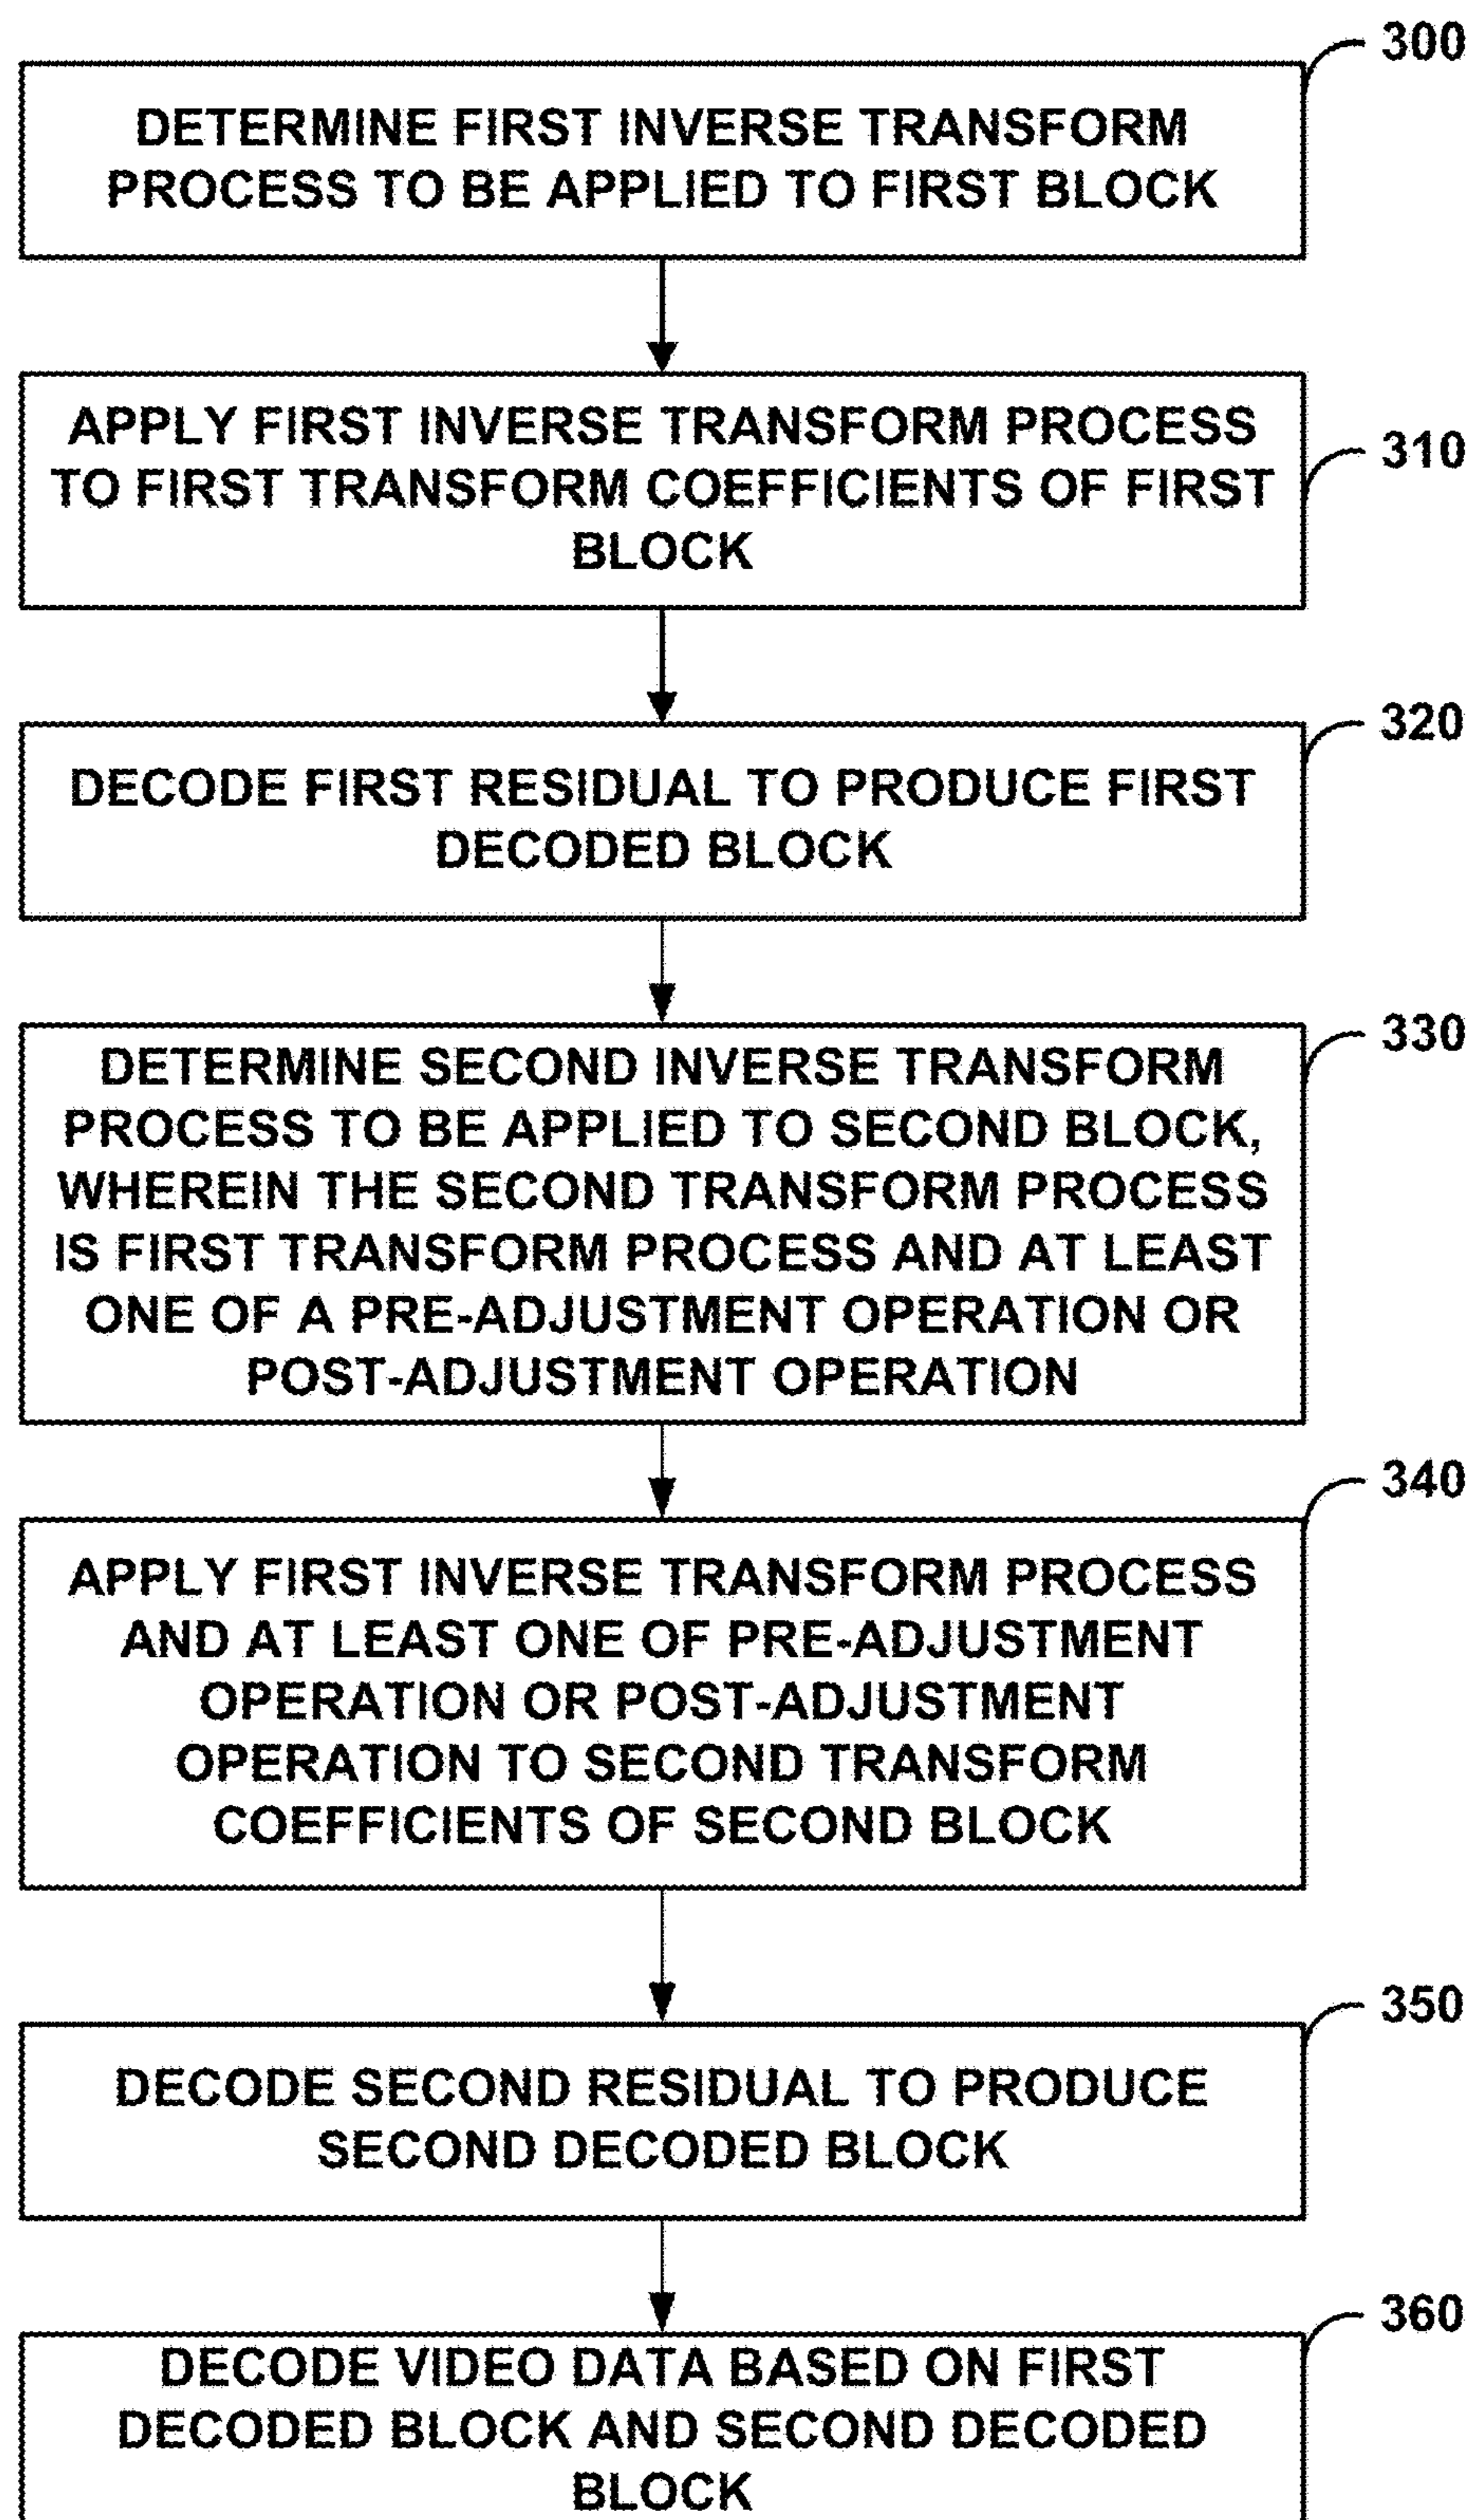 300
DETERMINE FIRST INVERSE TRANSFORM
PROCESS TO BE APPLIED TO FIRST BLOCK
310
APPLY FIRST INVERSE TRANSFORM PROCESS
TO FIRST TRANSFORM COEFFICIENTS OF FIRST
BLOCK
320
DECODE FIRST RESIDUAL TO PRODUCE FIRST
DECODED BLOCK
330
DETERMINE SECOND INVERSE TRANSFORM
PROCESS TO BE APPLIED TO SECOND BLOCK,
WHEREIN THE SECOND TRANSFORM PROCESS
IS FIRST TRANSFORM PROCESS AND AT LEAST
ONE OF A PRE-ADJUSTMENT OPERATION OR
POST-ADJUSTMENT OPERATION
340
APPLY FIRST INVERSE TRANSFORM PROCESS
AND AT LEAST ONE OF PRE-ADJUSTMENT
OPERATION OR POST-ADJUSTMENT
OPERATION TO SECOND TRANSFORM
COEFFICIENTS OF SECOND BLOCK
350
DECODE SECOND RESIDUAL TO PRODUCE
SECOND DECODED BLOCK
360
DECODE VIDEO DATA BASED ON FIRST
DECODED BLOCK AND SECOND DECODED
BLOCK